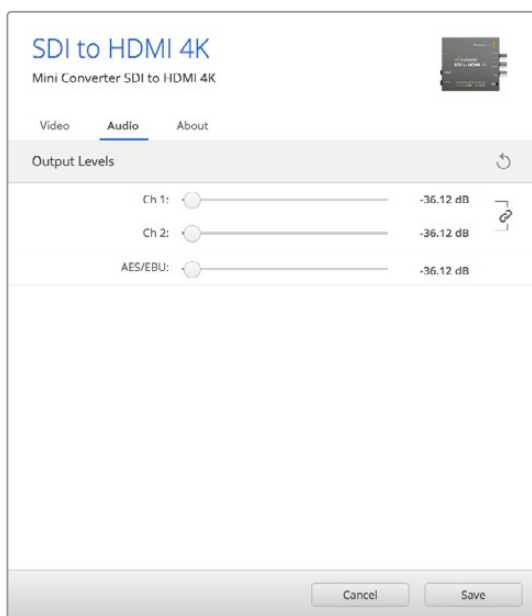 SDI to HDMI 4K
Mini Converter SDI to HDMI 4K
Video Audio About
Output Levels
Ch 1: -36.12 dB
Ch 2: -36.12 dB
AES/EBU: -36.12 dB
Cancel Save